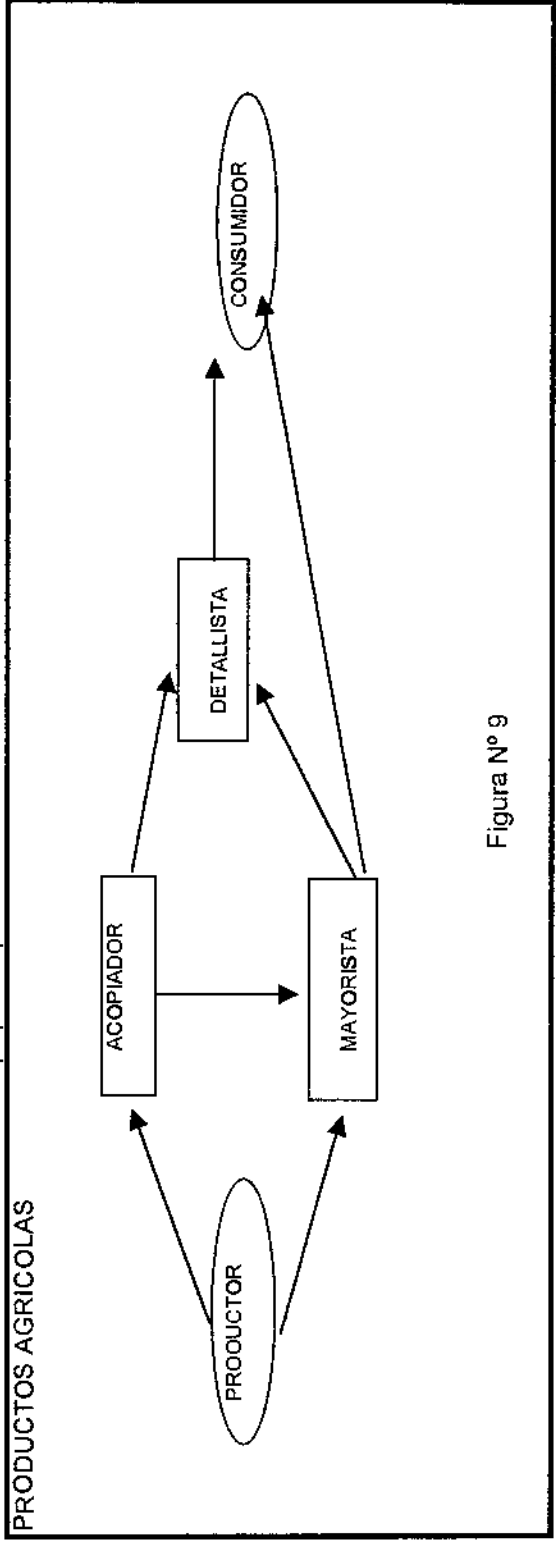 PRODUCTOS AGRICOLAS
PROOUCTOR
ACOPIADOR
MAYORISTA
DETALLISTA
CONSUMIDOR
Figura Nº 9